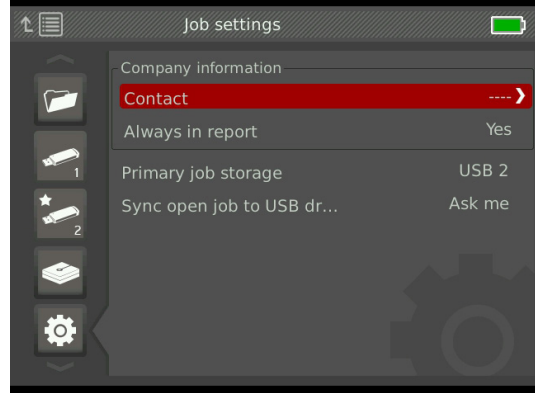 Job settings
Company information
Contact ----
Always in report Yes
1
Primary job storage USB 2
Sync open job to USB dr... Ask me
2